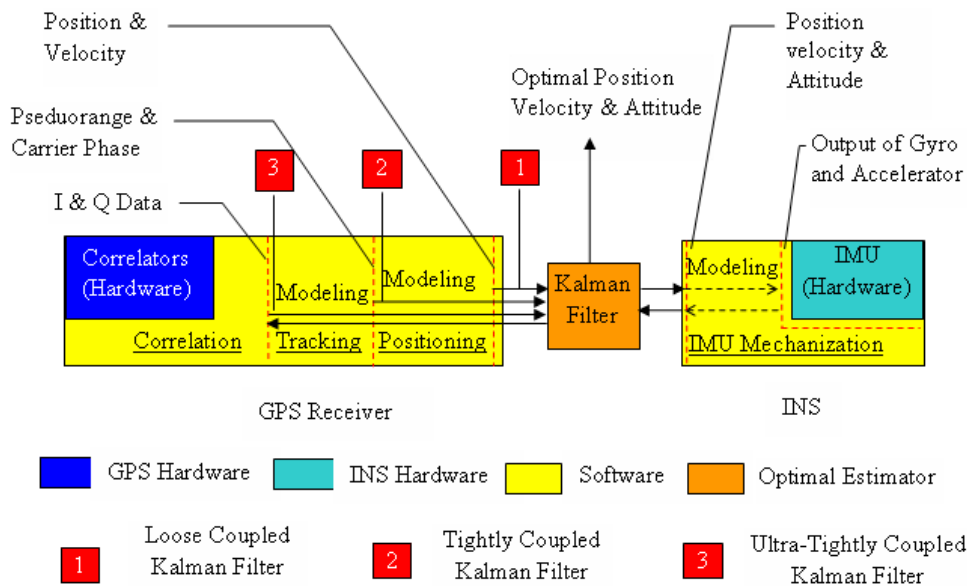 Position &
Velocity
Pseduorange &
Carrier Phase
I & Q Data
3
2
1
Optimal Position
Velocity & Attitude
Position
velocity &
Attitude
Output of Gyro
and Accelerator
Correlators
(Hardware)
Modeling
Modeling
Correlation
Tracking
Positioning
Kalman
Filter
Modeling
IMU
(Hardware)
IMU Mechanization
GPS Receiver
INS
GPS Hardware
INS Hardware
Software
Optimal Estimator
1
Loose Coupled
Kalman Filter
2
Tightly Coupled
Kalman Filter
3
Ultra-Tightly Coupled
Kalman Filter